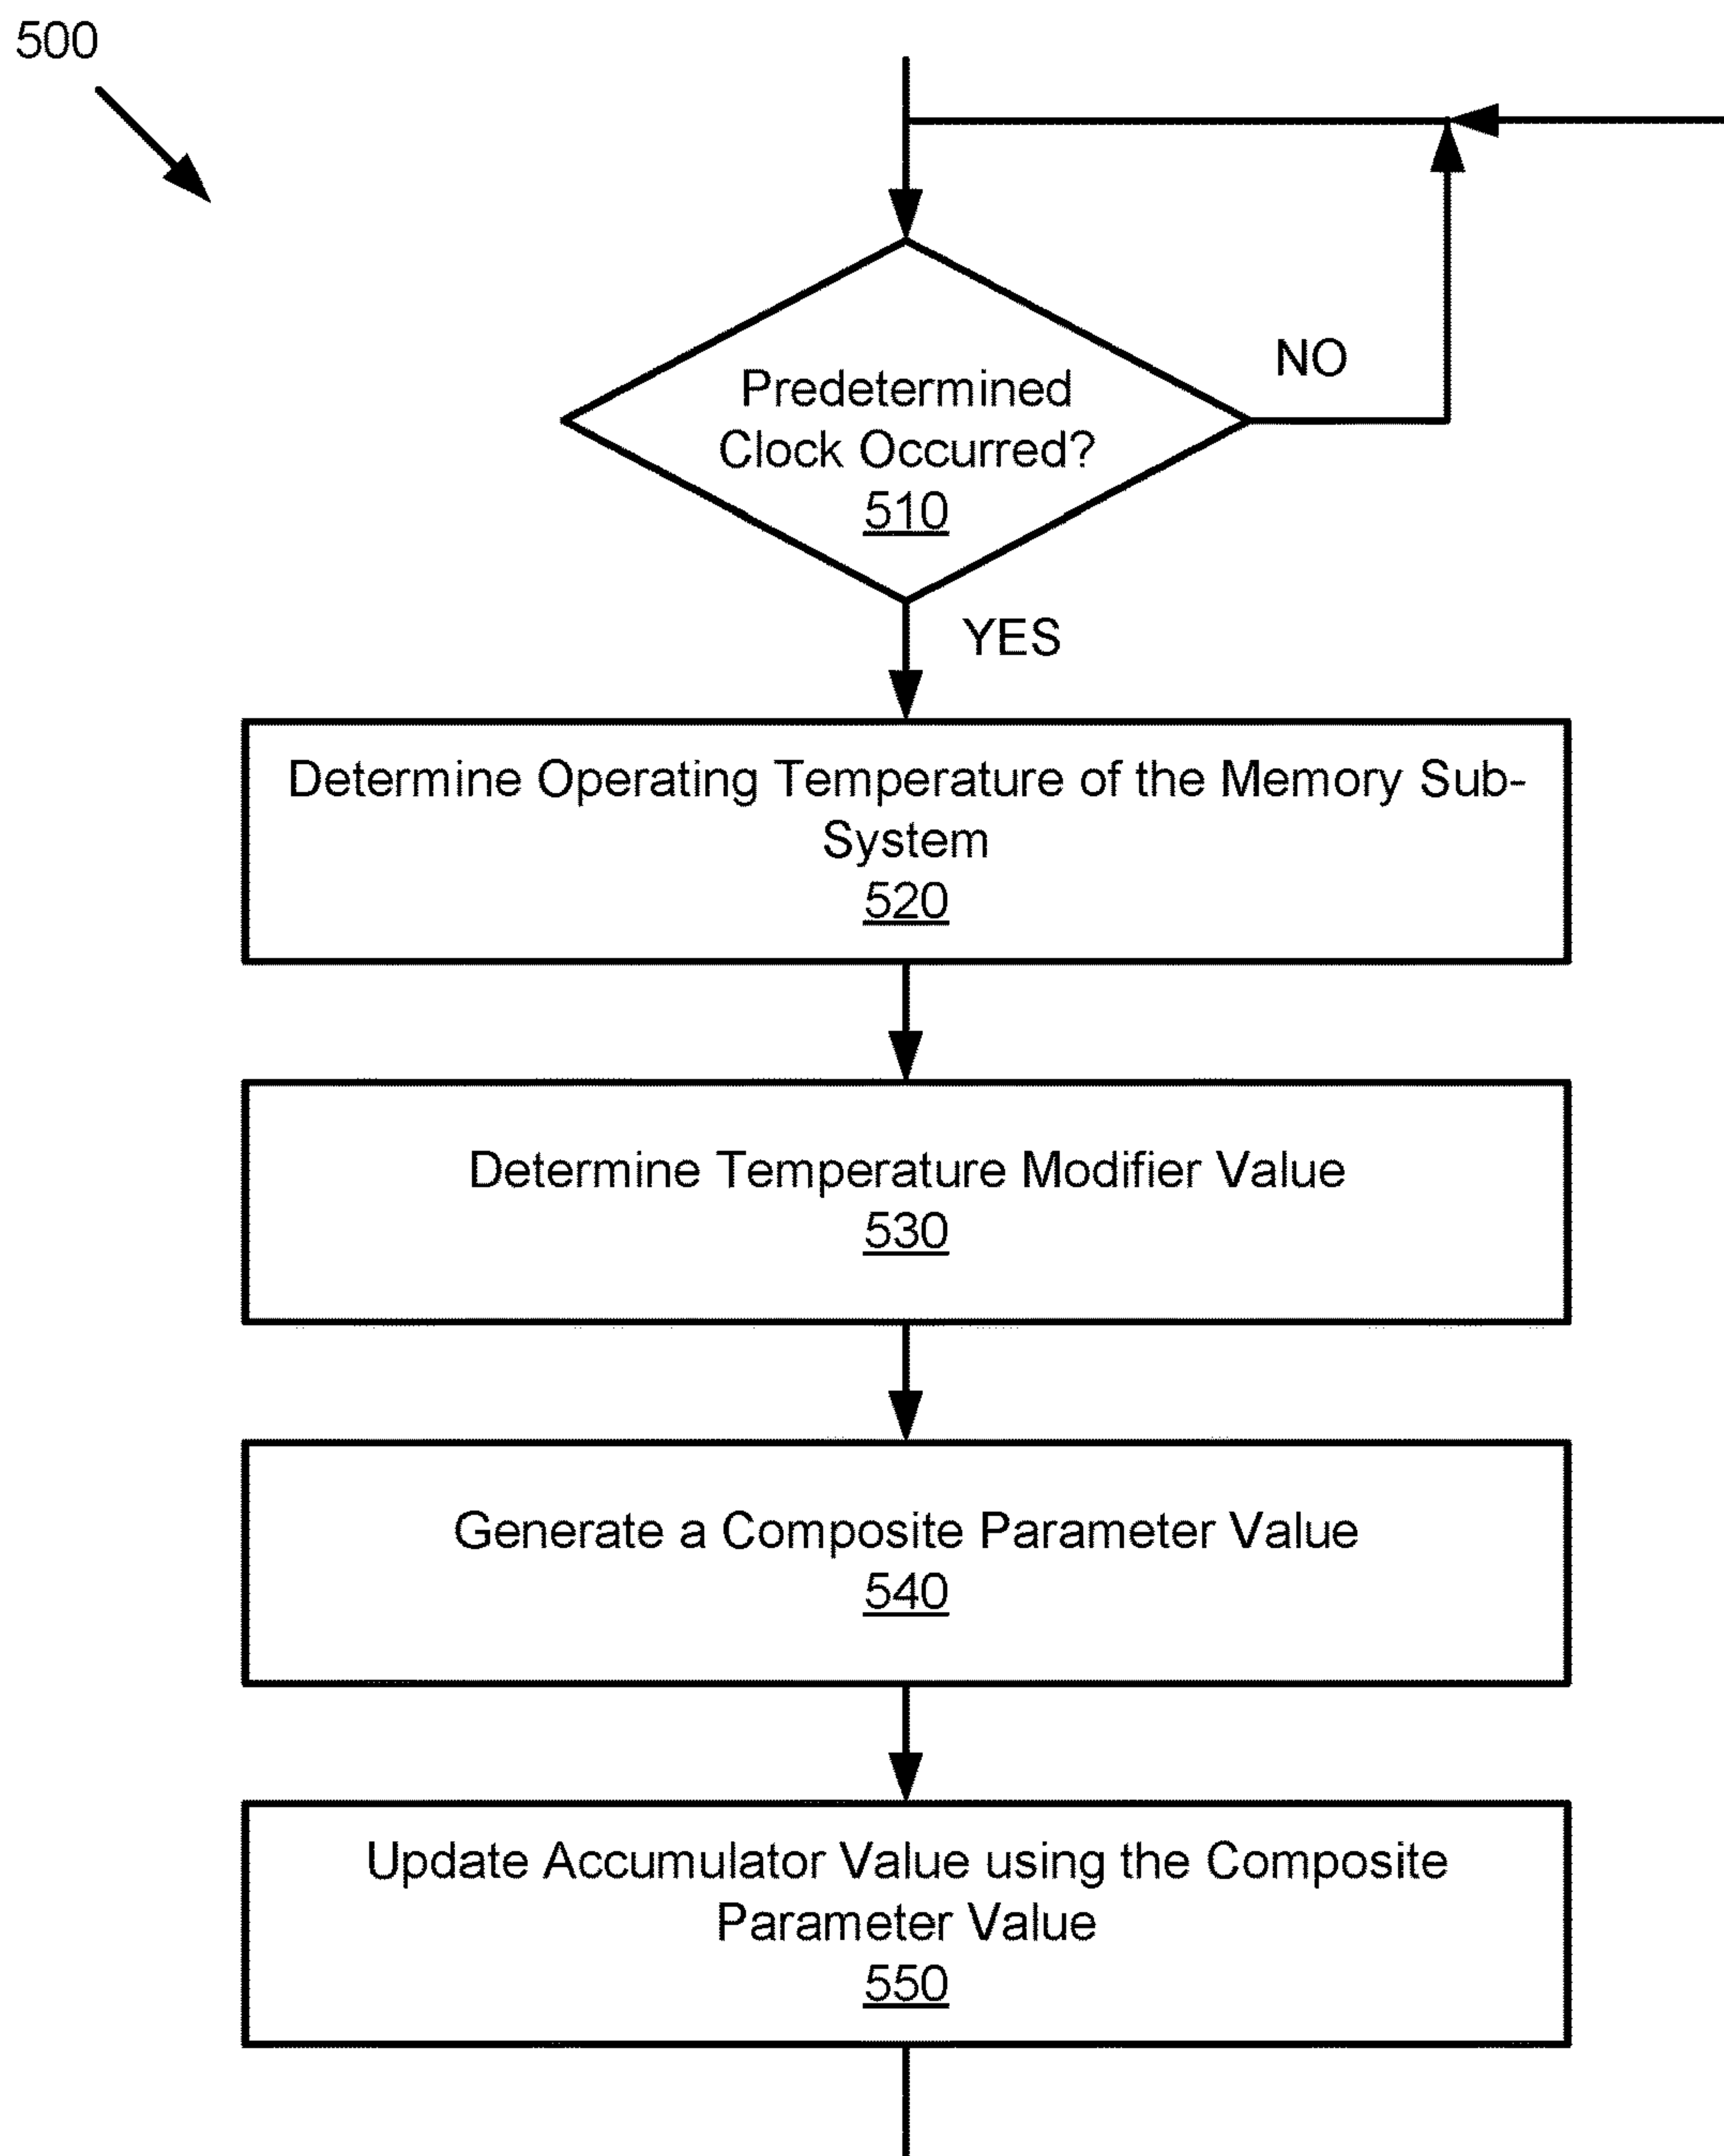 500
NO
Predetermined
Clock Occurred?
510
YES
Determine Operating Temperature of the Memory Sub-
System
520
Determine Temperature Modifier Value
530
Generate a Composite Parameter Value
540
Update Accumulator Value using the Composite
Parameter Value
550